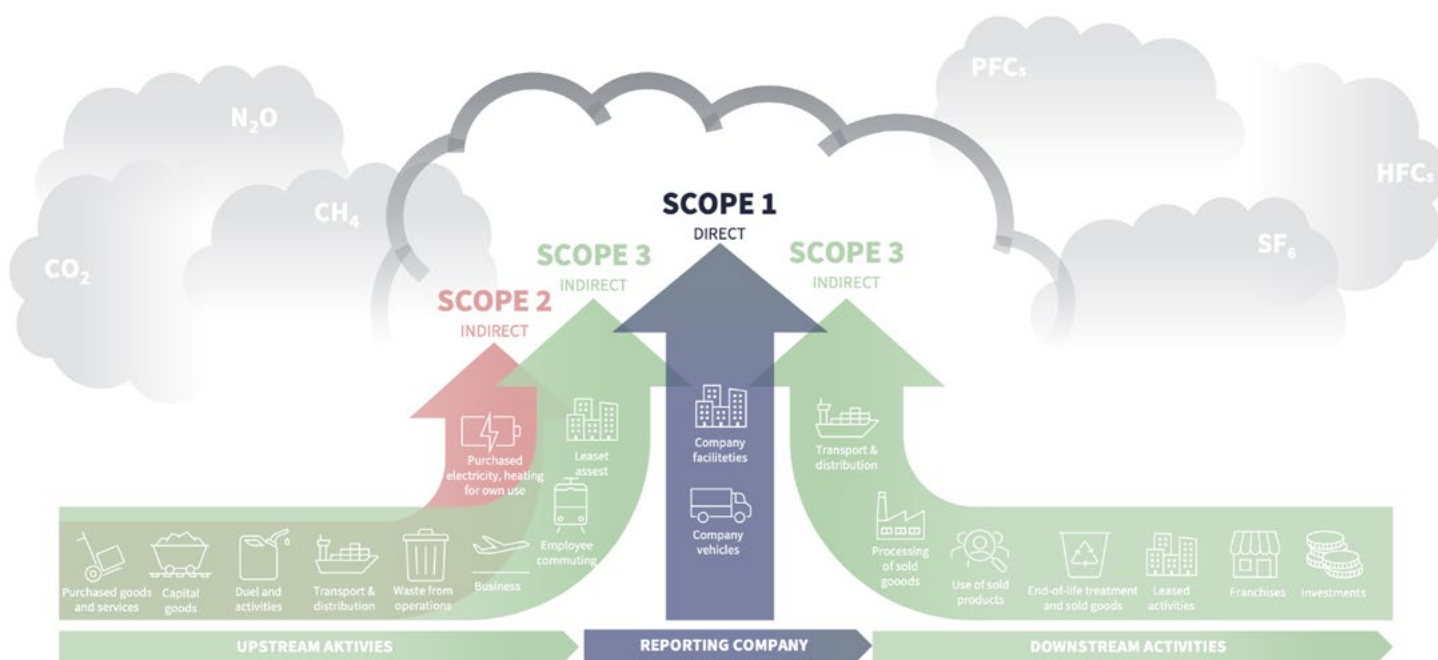 PFCs
N₂O
HFCs
CH₄
SCOPE 1
DIRECT
SF₆
CO₂
SCOPE 3
INDIRECT
SCOPE 3
INDIRECT
SCOPE 2
INDIRECT
Purchased
electricity, heating
for own use
Leaset
assest
Company
faciliteties
Transport &
distribution
Employee
commuting
Company
vehicles
Purchased goods
and services
Capital
goods
Duel and
activities
Transport &
distribution
Waste from
operations
Business
Processing
of sold
gooods
Use of sold
products
End-of-life treatment
and sold goods
Leased
activities
Franchises
Investments
UPSTREAM AKTIVIES
REPORTING COMPANY
DOWNSTREAM ACTIVITIES